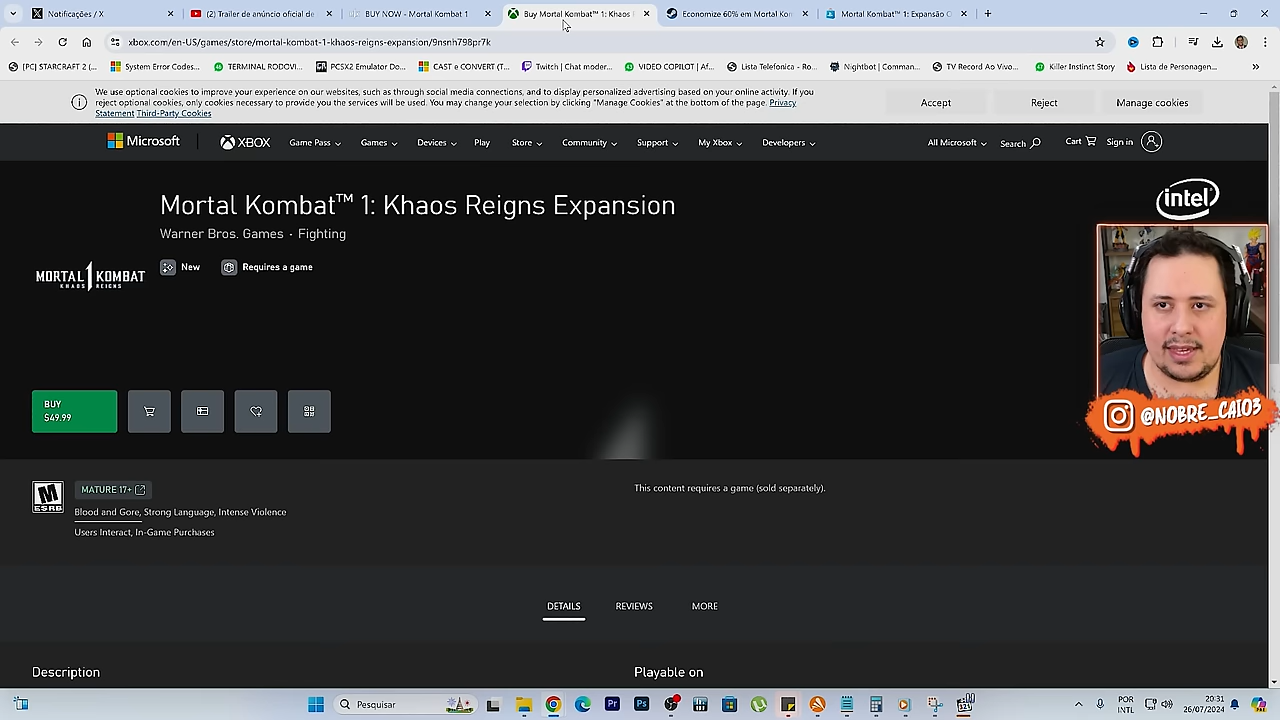 Notificações / X
(2) Trailer de anúncio oficial de
BUY NOW - Mortal Kombat 1
Buy Mortal Kombat™ 1: Khaos
Economize 60% em Mortal Kom
Mortal Kombat™ 1: Expansão
xbox.com/en-US/games/store/mortal-kombat-1-khaos-reigns-expansion/9nsnh798pr7k
[PC] STARCRAFT 2 (...
System Error Codes...
TERMINAL RODOVI...
PCSX2 Emulator Do...
CAST e CONVERT (T...
Twitch | Chat moder...
VIDEO COPILOT | Af...
Lista Telefonica - Ro...
Nightbot | Comman...
TV Record Ao Vivo...
Killer Instinct Story
Lista de Personagen...
We use optional cookies to improve your experience on our websites, such as through social media connections, and to display personalized advertising based on your online activity. If you
reject optional cookies, only cookies necessary to provide you the services will be used. You may change your selection by clicking "Manage Cookies" at the bottom of the page. Privacy
Statement Third-Party Cookies
Accept
Reject
Manage cookies
Microsoft
XBOX
Game Pass
Games
Devices
Play
Store
Community
Support
My Xbox
Developers
All Microsoft
Search
Cart
Sign in
Mortal Kombat™ 1: Khaos Reigns Expansion
Warner Bros. Games · Fighting
intel
New
Requires a game
MORTAL 1 KOMBAT
KHAOS REIGNS
BUY
$49.99
@NOBRE_CAIO3
M
ESRB
MATURE 17+
Blood and Gore, Strong Language, Intense Violence
Users Interact, In-Game Purchases
This content requires a game (sold separately).
DETAILS
REVIEWS
MORE
Description
Playable on
Pesquisar
POR
INTL
20:31
26/07/2024